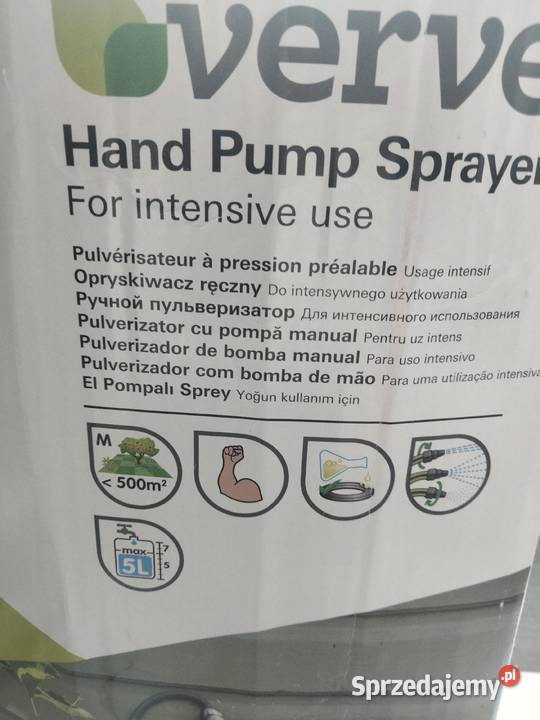 verve
Hand Pump Sprayer
For intensive use
Pulvérisateur à pression préalable Usage intensif
Opryskiwacz ręczny Do intensywnego użytkowania
Ручной пульверизатор Для интенсивного использования
Pulverizator cu pompă manual Pentru uz intens
Pulverizador de bomba manual Para uso intensivo
Pulverizador com bomba de mão Para uma utilização intensiva
El Pompalı Sprey Yoğun kullanım için
M
< 500m²
max
7
5L
5
Sprzedajemy.pl